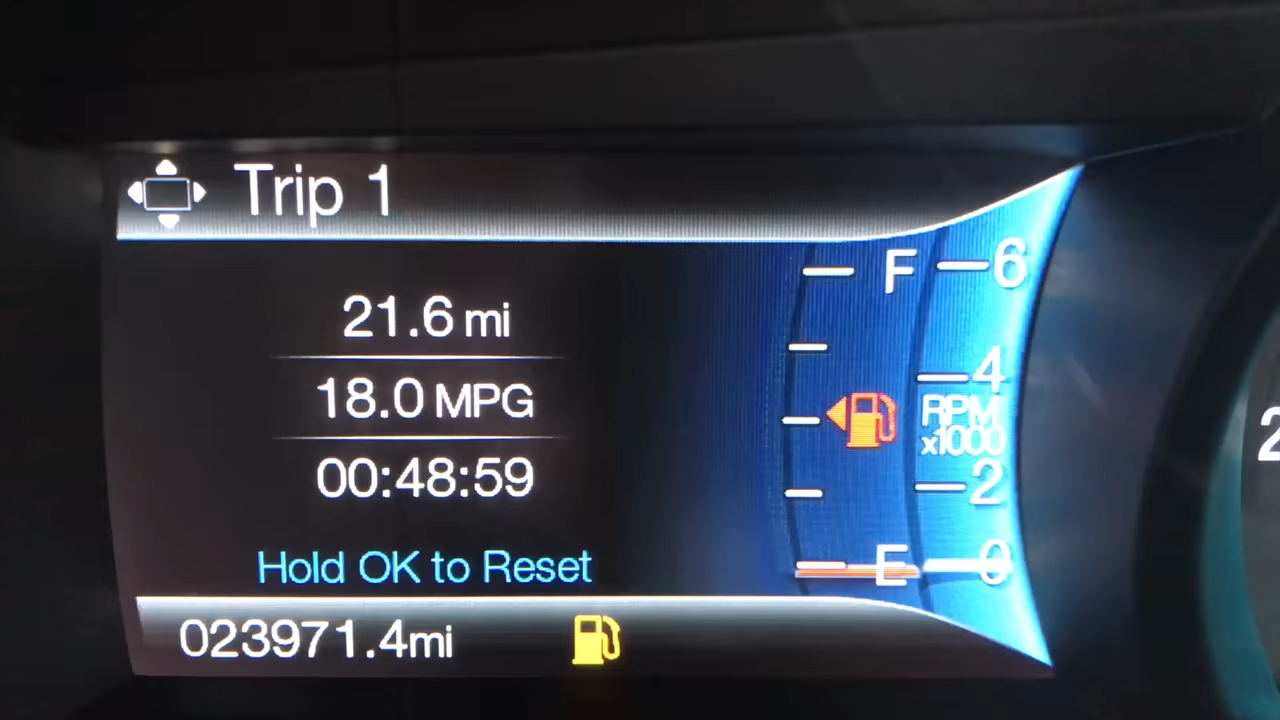 Trip 1
21.6 mi
18.0 MPG
00:48:59
Hold OK to Reset
023971.4mi
F
E
6
4
RPM
x1000
2
0
2